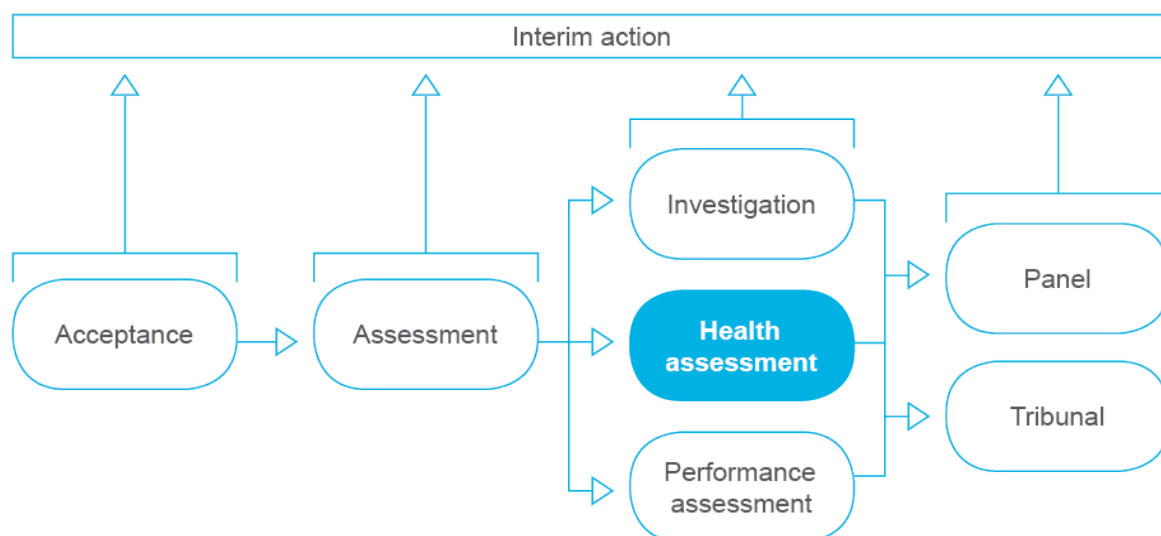 Interim action
Acceptance
Assessment
Investigation
Health
assessment
Performance
assessment
Panel
Tribunal